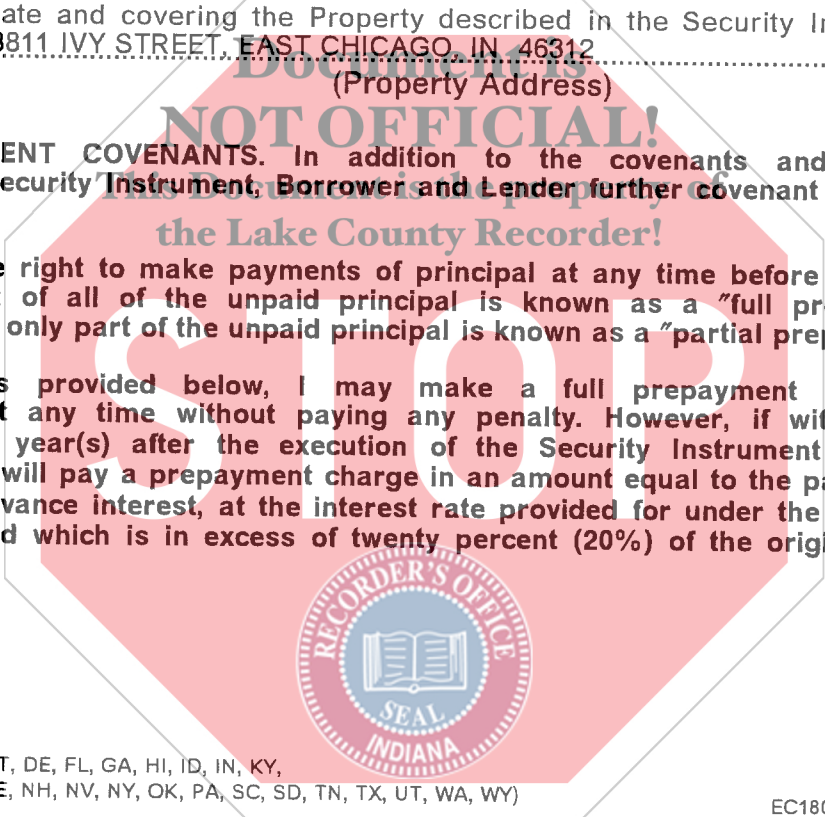 ate and covering the Property described in the Security In
3811 IVY STREET, EAST CHICAGO, IN 46312
Document is
(Property Address)
NOT OFFICIAL!
ENT COVENANTS. In addition to the covenants and
ecurity Instrument, Borrower and Lender further covenant
This Document is the property of
the Lake County Recorder!
e right to make payments of principal at any time before
t of all of the unpaid principal is known as a "full pr
only part of the unpaid principal is known as a "partial prep
STOP
s provided below, I may make a full prepayment
t any time without paying any penalty. However, if wit
year(s) after the execution of the Security Instrument
will pay a prepayment charge in an amount equal to the pa
vance interest, at the interest rate provided for under the
d which is in excess of twenty percent (20%) of the origi
RECORDER'S OFFICE
SEAL
INDIANA
T, DE, FL, GA, HI, ID, IN, KY,
E, NH, NV, NY, OK, PA, SC, SD, TN, TX, UT, WA, WY)
EC180